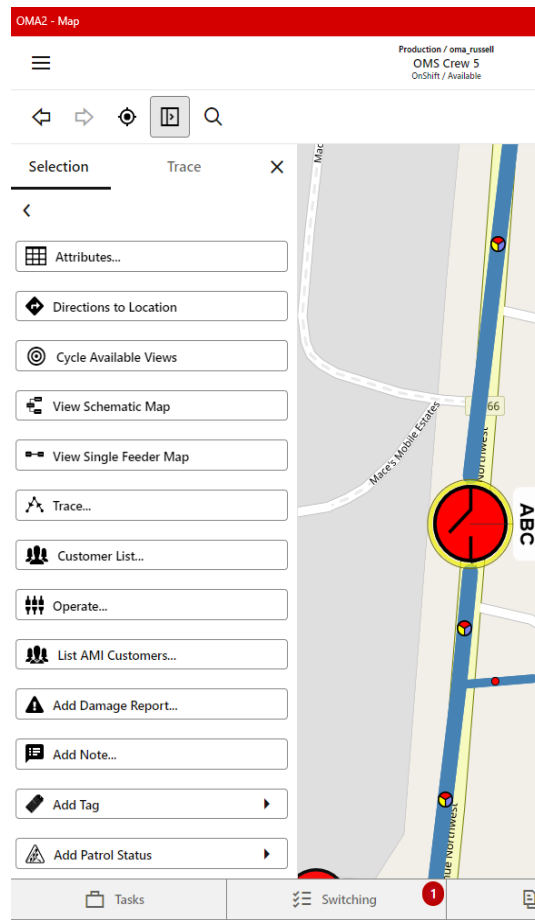 OMA2 - Map
Production / oma_russell
OMS Crew 5
OnShift / Available
Selection
Trace
Attributes...
Directions to Location
Cycle Available Views
View Schematic Map
View Single Feeder Map
Trace...
Customer List...
Operate...
List AMI Customers...
Add Damage Report...
Add Note...
Add Tag
Add Patrol Status
Mac
66
Mace's Mobile Estates
Northwest
ABC
nue Northwest
Tasks
Switching
1